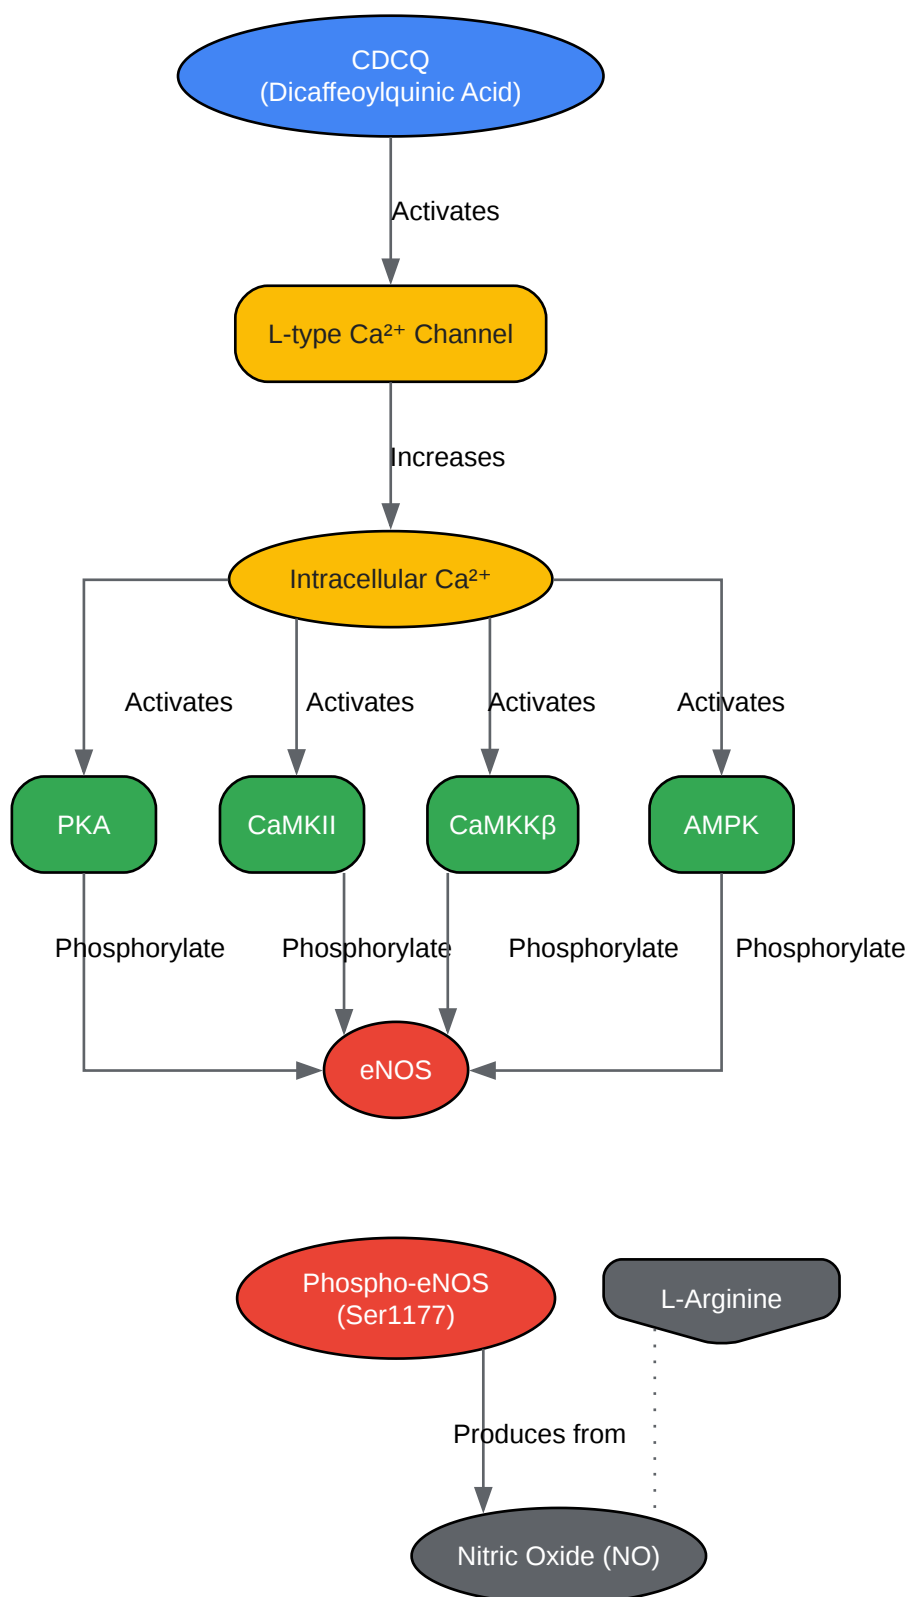 CDCQ
(Dicaffeoylquinic Acid)
Activates
L-type Ca²⁺ Channel
Increases
Intracellular Ca²⁺
Activates
Activates
Activates
Activates
PKA
CaMKII
CaMKKβ
AMPK
Phosphorylate
Phosphorylate
Phosphorylate
Phosphorylate
eNOS
Phospho-eNOS
(Ser1177)
L-Arginine
Produces from
Nitric Oxide (NO)